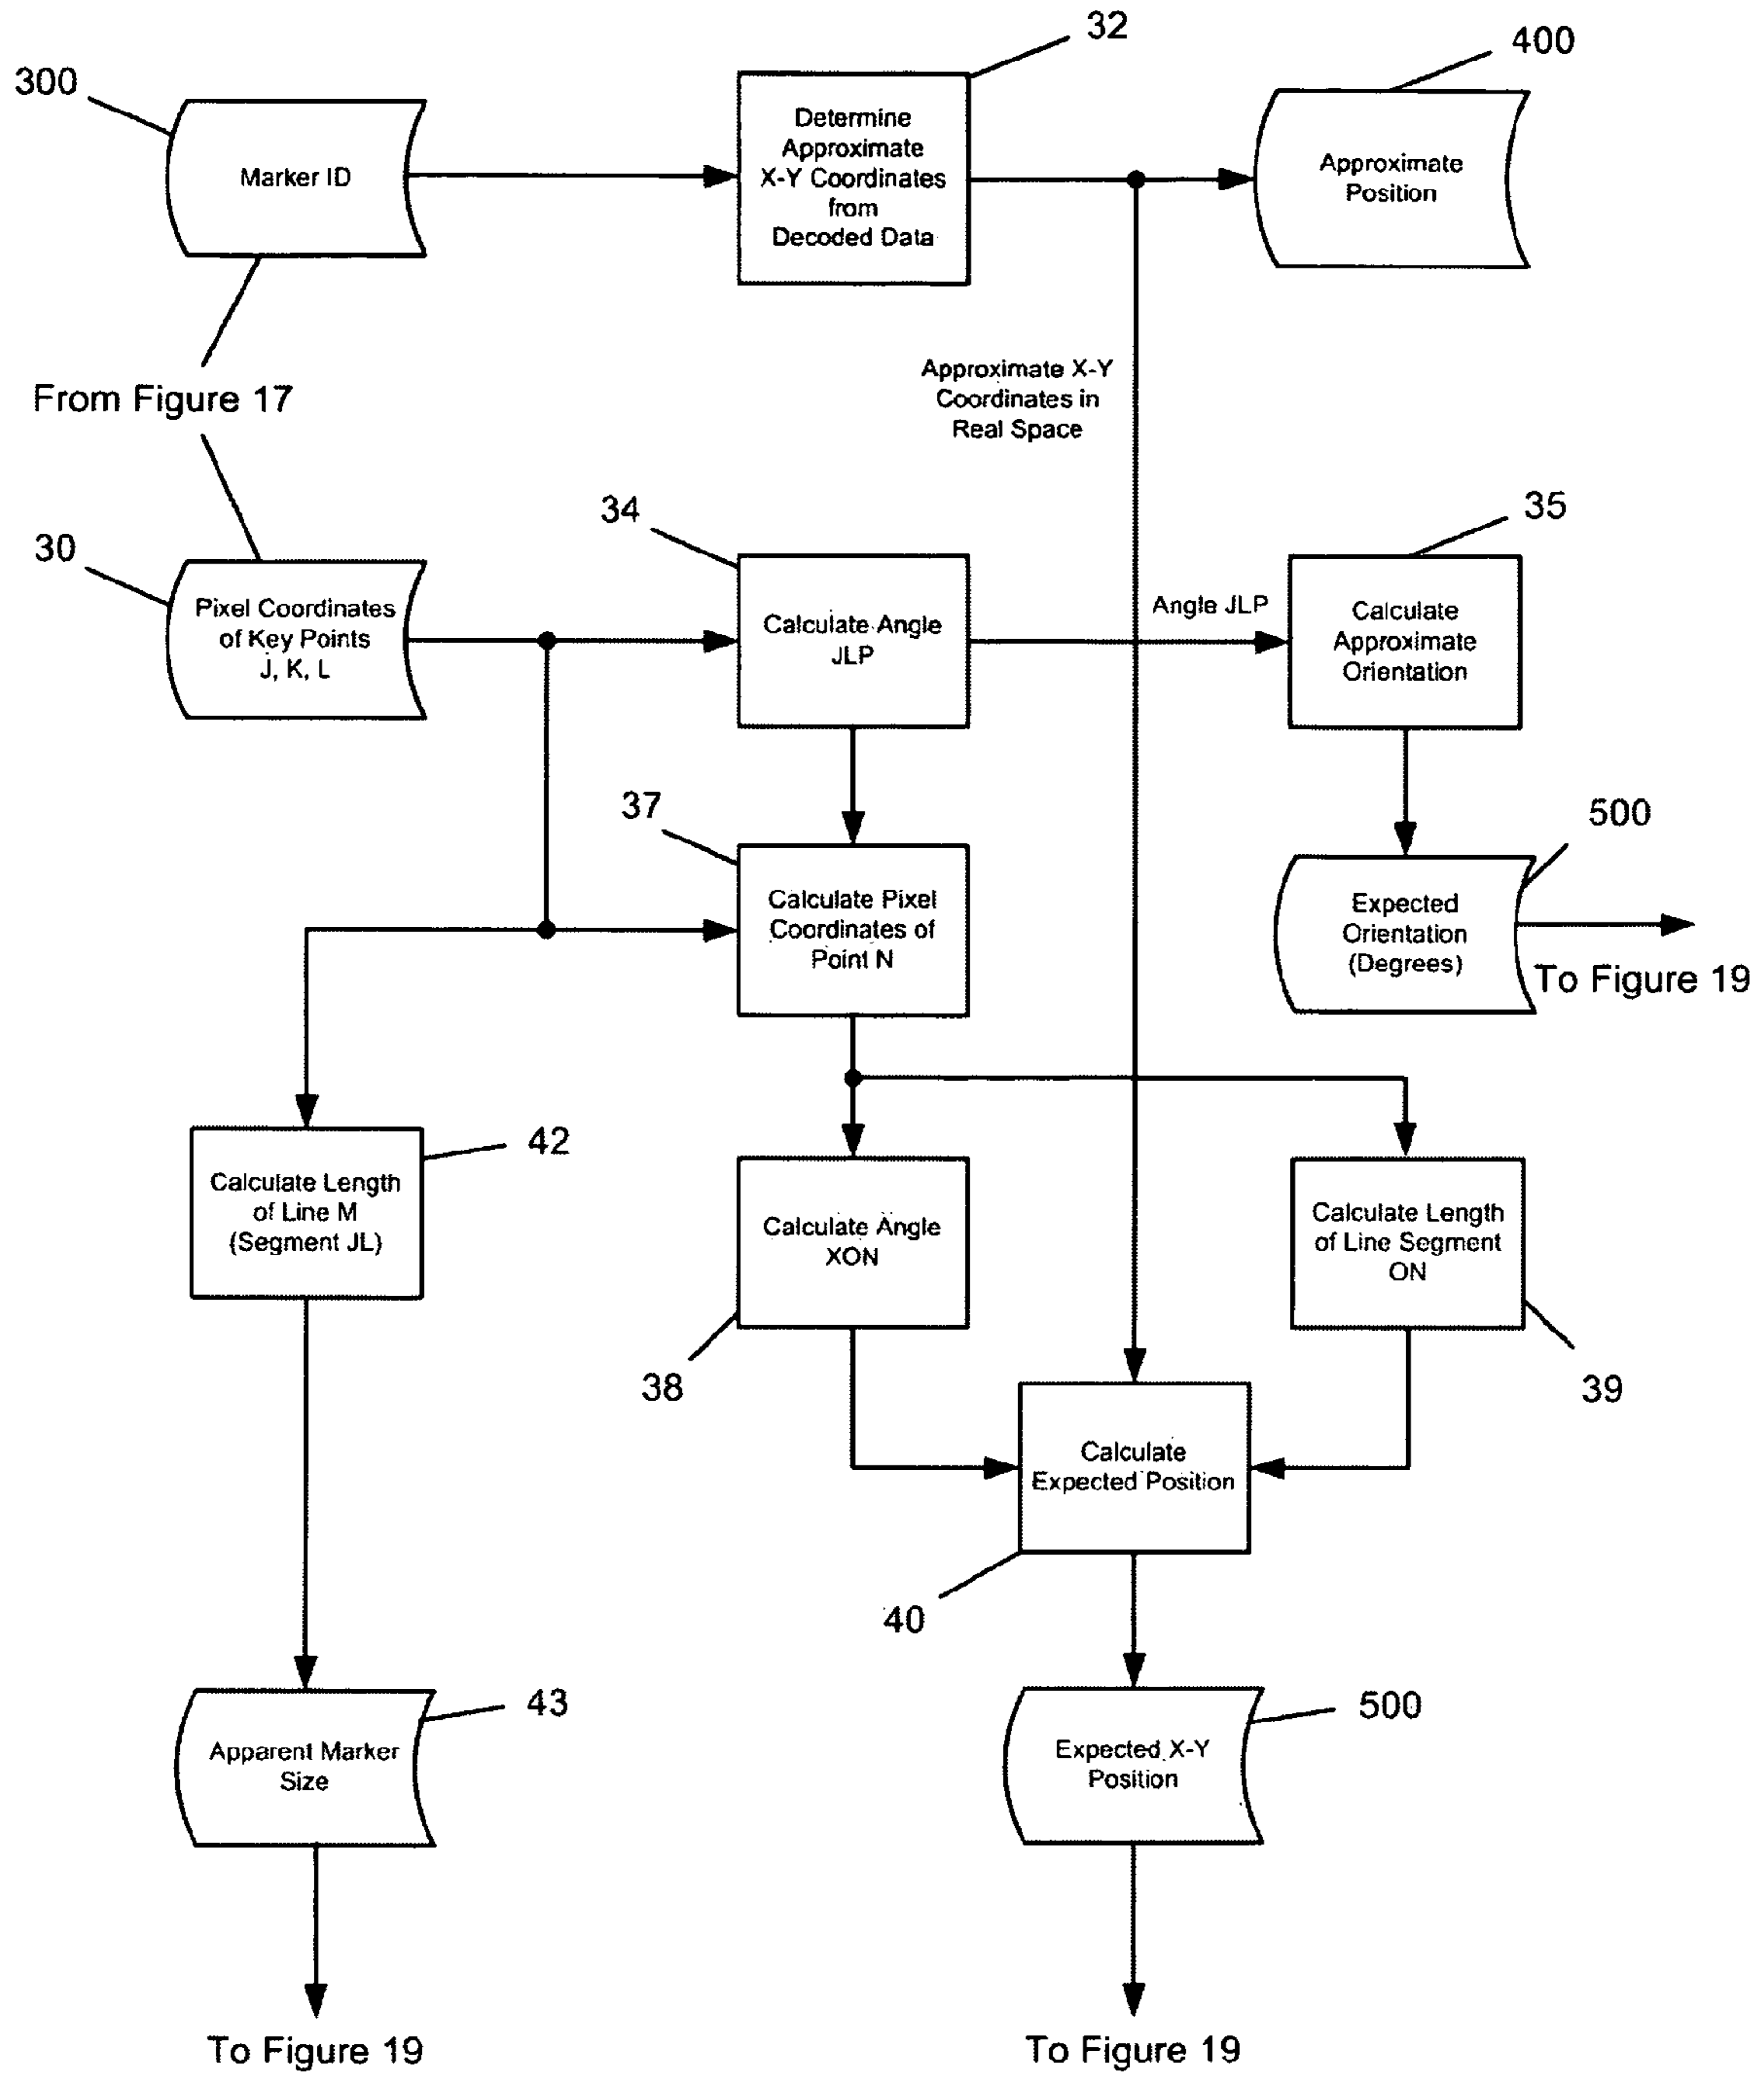 32
400
300
Determine
Approximate
X-Y Coordinates
from
Decoded Data
Marker ID
Approximate
Position
From Figure 17
Approximate X-Y
Coordinates in
Real Space
34
35
30
Pixel Coordinates
of Key Points
J, K, L
Calculate Angle
JLP
Angle JLP
Calculate
Approximate
Orientation
37
500
Calculate Pixel
Coordinates of
Point N
Expected
Orientation
(Degrees)
To Figure 19
42
Calculate Length
of Line M
(Segment JL)
Calculate Angle
XON
Calculate Length
of Line Segment
ON
38
39
Calculate
Expected Position
40
43
500
Apparent Marker
Size
Expected X-Y
Position
To Figure 19
To Figure 19